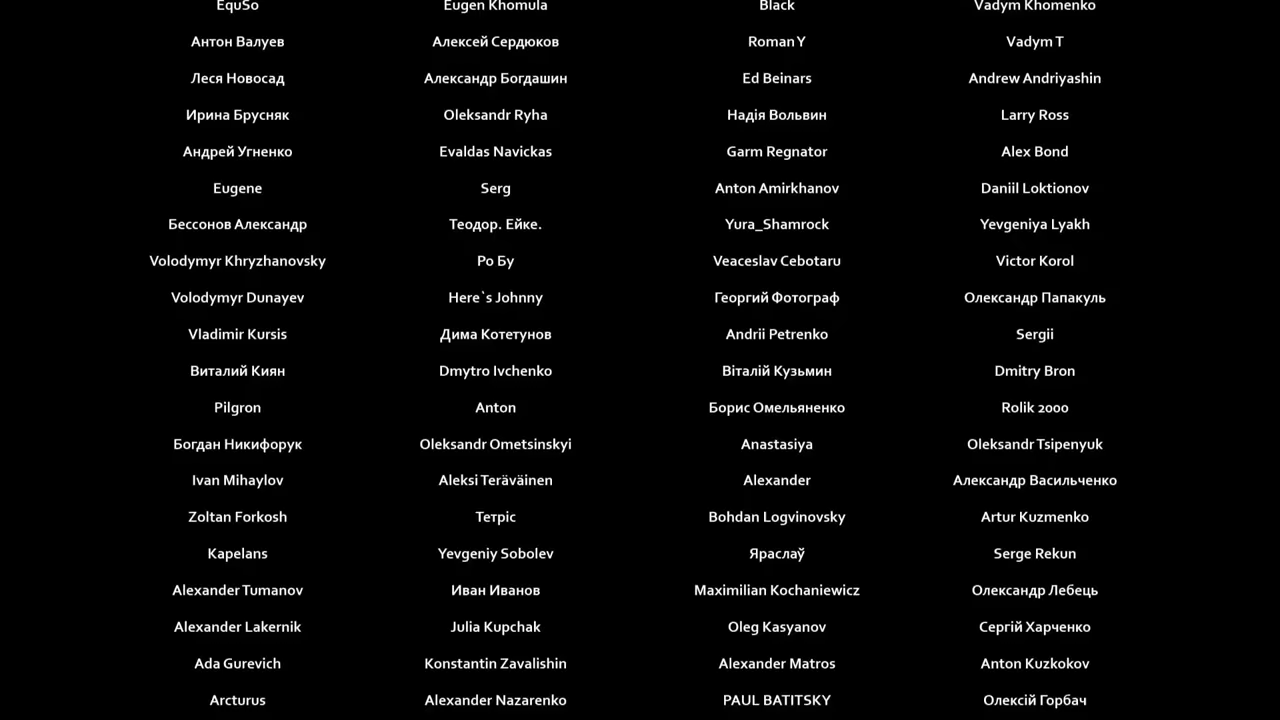 EquSo Eugen Khomula Black Vadym Khomenko
Антон Валуев Алексей Сердюков Roman Y Vadym T
Леся Новосад Александр Богдашин Ed Beinars Andrew Andriyashin
Ирина Брусняк Oleksandr Ryha Надія Вольвин Larry Ross
Андрей Угненко Evaldas Navickas Garm Regnator Alex Bond
Eugene Serg Anton Amirkhanov Daniil Loktionov
Бессонов Александр Теодор. Ейке. Yura_Shamrock Yevgeniya Lyakh
Volodymyr Khryzhanovsky Ро Бу Veaceslav Cebotaru Victor Korol
Volodymyr Dunayev Here`s Johnny Георгий Фотограф Олександр Папакуль
Vladimir Kursis Дима Котетунов Andrii Petrenko Sergii
Виталий Киян Dmytro Ivchenko Віталій Кузьмин Dmitry Bron
Pilgron Anton Борис Омельяненко Rolik 2000
Богдан Никифорук Oleksandr Ometsinskyi Anastasiya Oleksandr Tsipenyuk
Ivan Mihaylov Aleksi Teräväinen Alexander Александр Васильченко
Zoltan Forkosh Тетріс Bohdan Logvinovsky Artur Kuzmenko
Kapelans Yevgeniy Sobolev Яраслаў Serge Rekun
Alexander Tumanov Иван Иванов Maximilian Kochaniewicz Олександр Лебець
Alexander Lakernik Julia Kupchak Oleg Kasyanov Сергій Харченко
Ada Gurevich Konstantin Zavalishin Alexander Matros Anton Kuzkokov
Arcturus Alexander Nazarenko PAUL BATITSKY Олексій Горбач